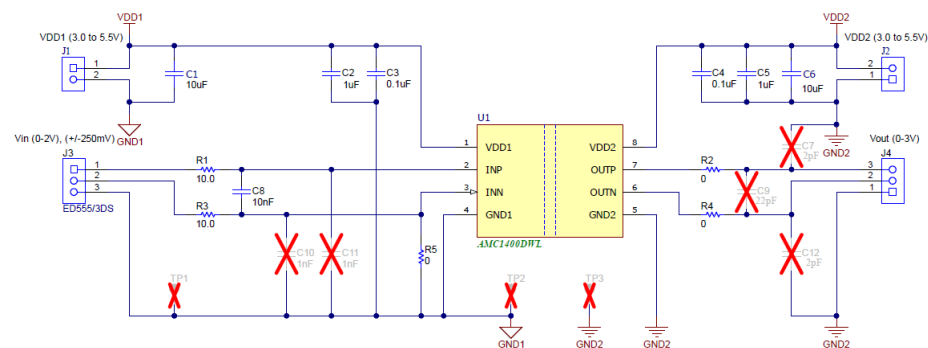 VDD1
VDD2
VDD1 (3.0 to 5.5V)
VDD2 (3.0 to 5.5V)
J1
1
2
C1
10uF
C2
1uF
C3
0.1uF
C4
0.1uF
C5
1uF
C6
10uF
2
1
J2
GND1
GND2
U1
Vin (0-2V), (+/-250mV)
Vout (0-3V)
J3
1
2
3
ED555/3DS
R1
10.0
C8
10nF
R3
10.0
1
2
3
4
VDD1
INP
INN
GND1
VDD2
OUTP
OUTN
GND2
8
7
6
5
AMC1400DWL
R2
0
R4
0
C7
2pF
C9
22pF
C12
2pF
3
2
1
J4
C10
1nF
C11
1nF
R5
0
TP1
TP2
TP3
GND1
GND2
GND2
GND2